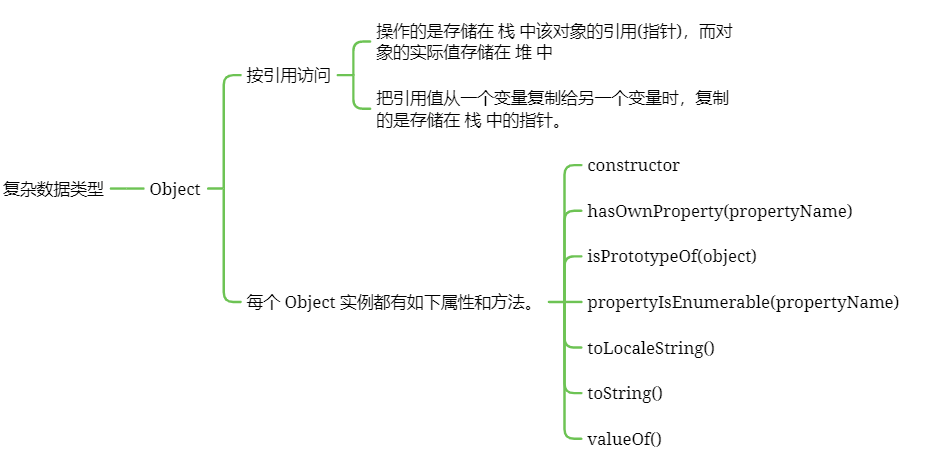 复杂数据类型
Object
按引用访问
操作的是存储在 栈 中该对象的引用(指针)，而对
象的实际值存储在 堆 中
把引用值从一个变量复制给另一个变量时，复制
的是存储在 栈 中的指针。
每个 Object 实例都有如下属性和方法。
constructor
hasOwnProperty(propertyName)
isPrototypeOf(object)
propertyIsEnumerable(propertyName)
toLocaleString()
toString()
valueOf()